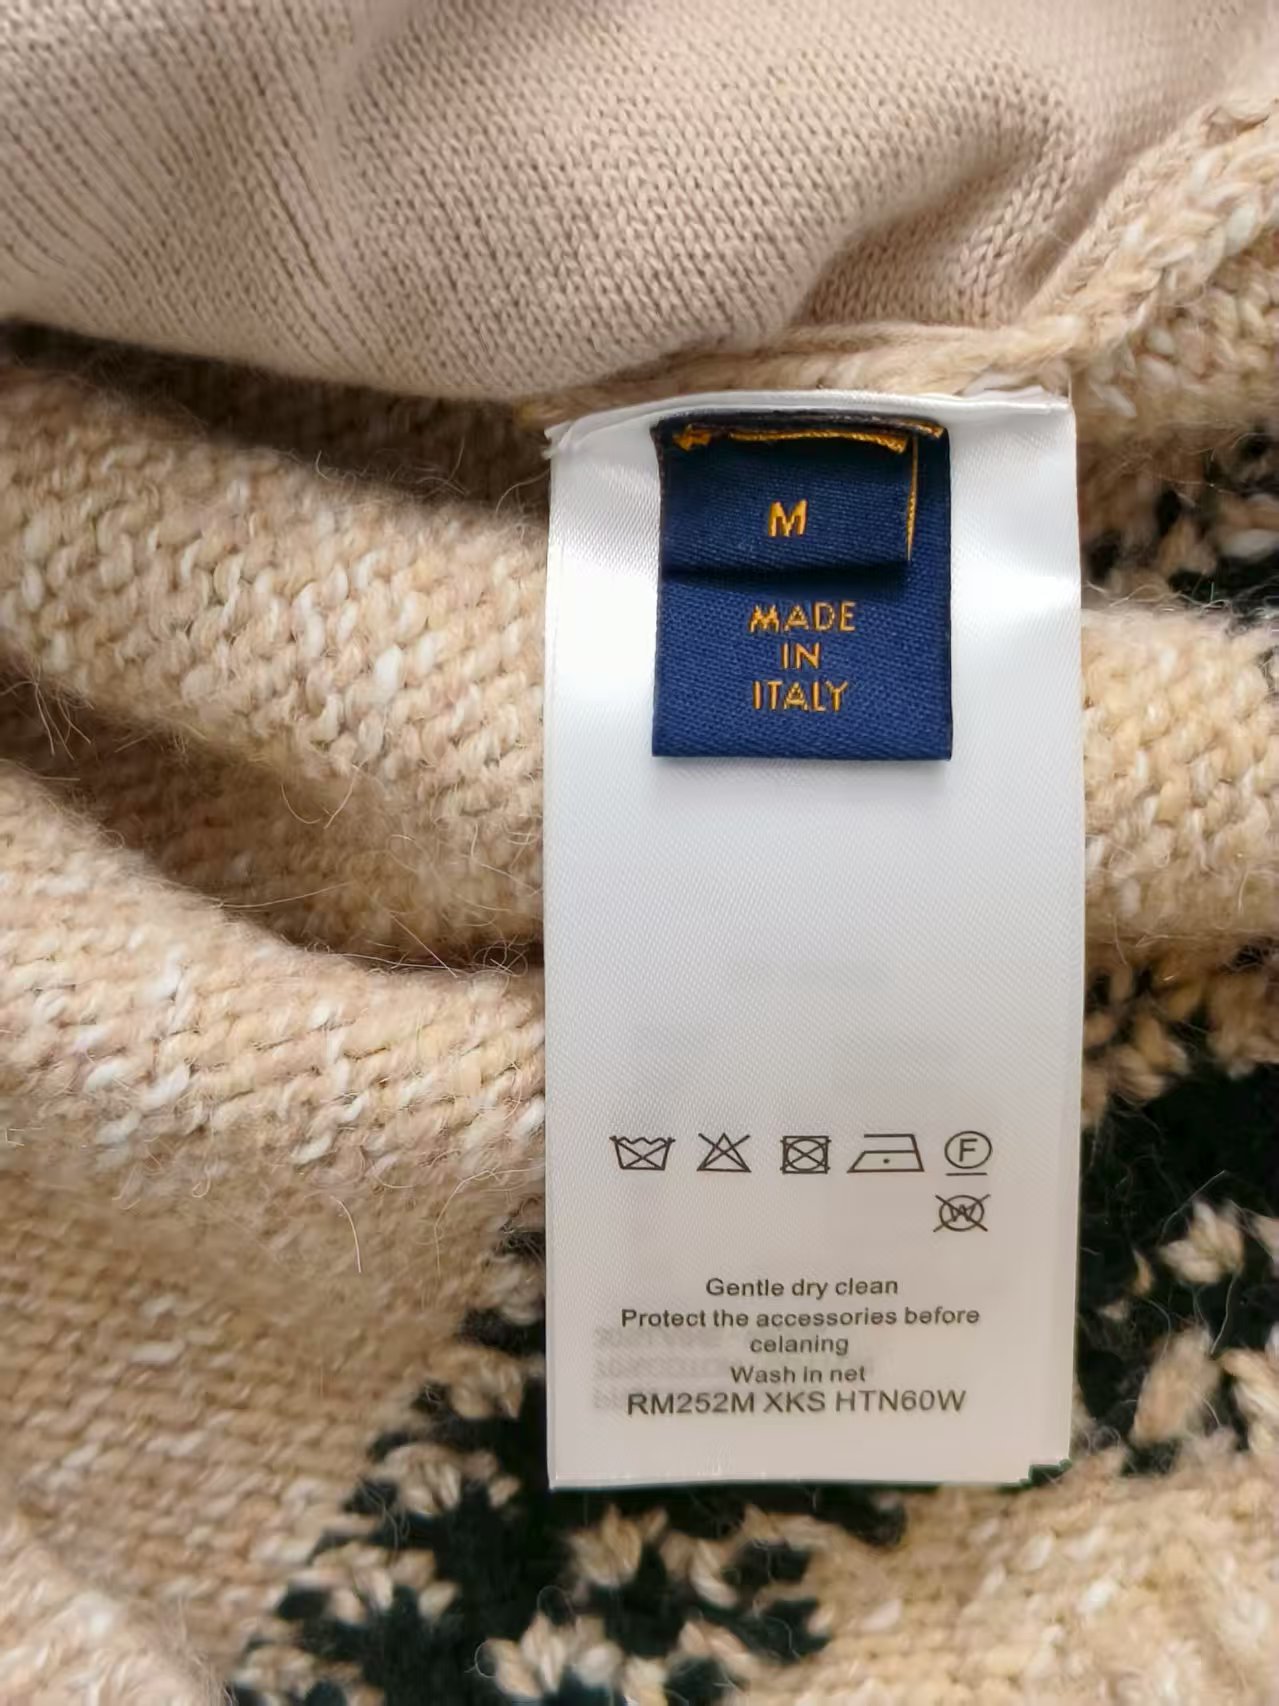 M
MADE
IN
ITALY
F
W
Gentle dry clean
Protect the accessories before
celaning
Wash in net
RM252M XKS HTN60W